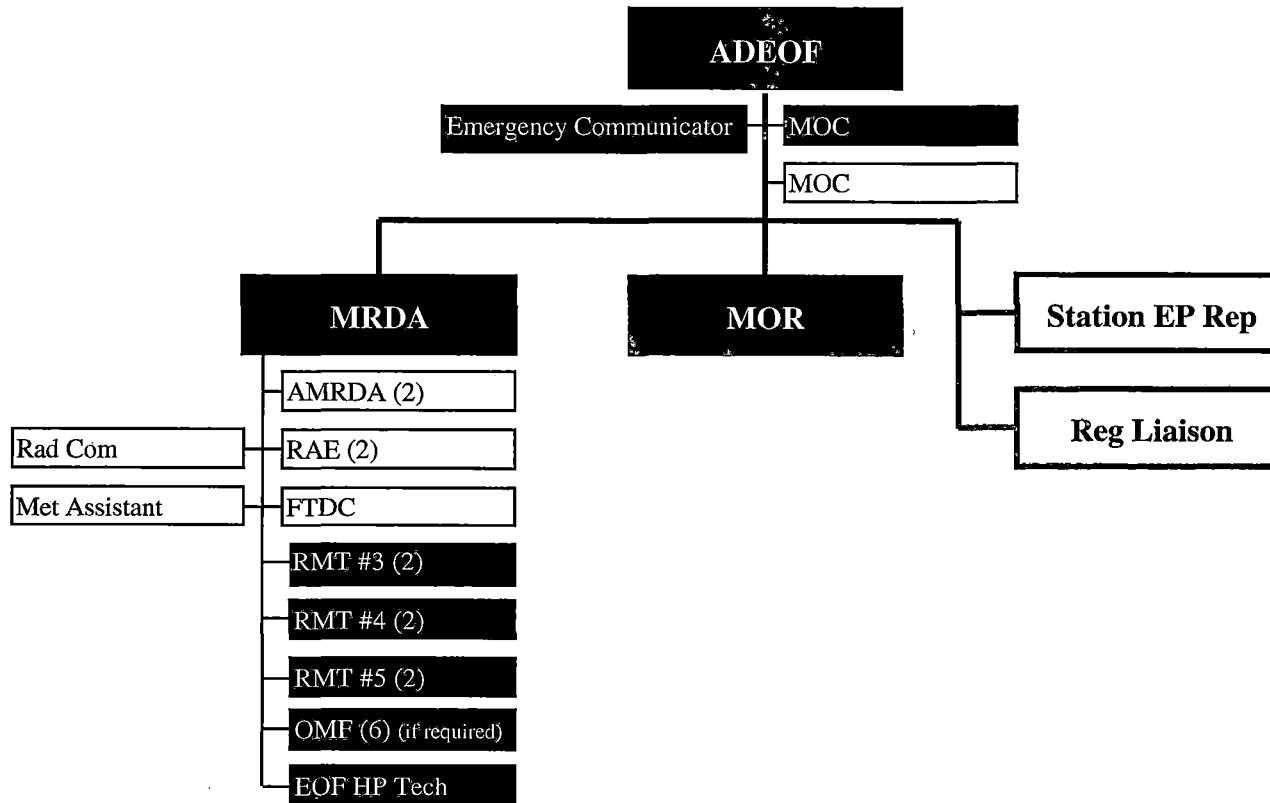 ADEOF
Emergency Communicator
MOC
MOC
MRDA
MOR
Station EP Rep
Reg Liaison
AMRDA (2)
Rad Com
RAE (2)
Met Assistant
FTDC
RMT #3 (2)
RMT #4 (2)
RMT #5 (2)
OMF (6) (if required)
EOF HP Tech